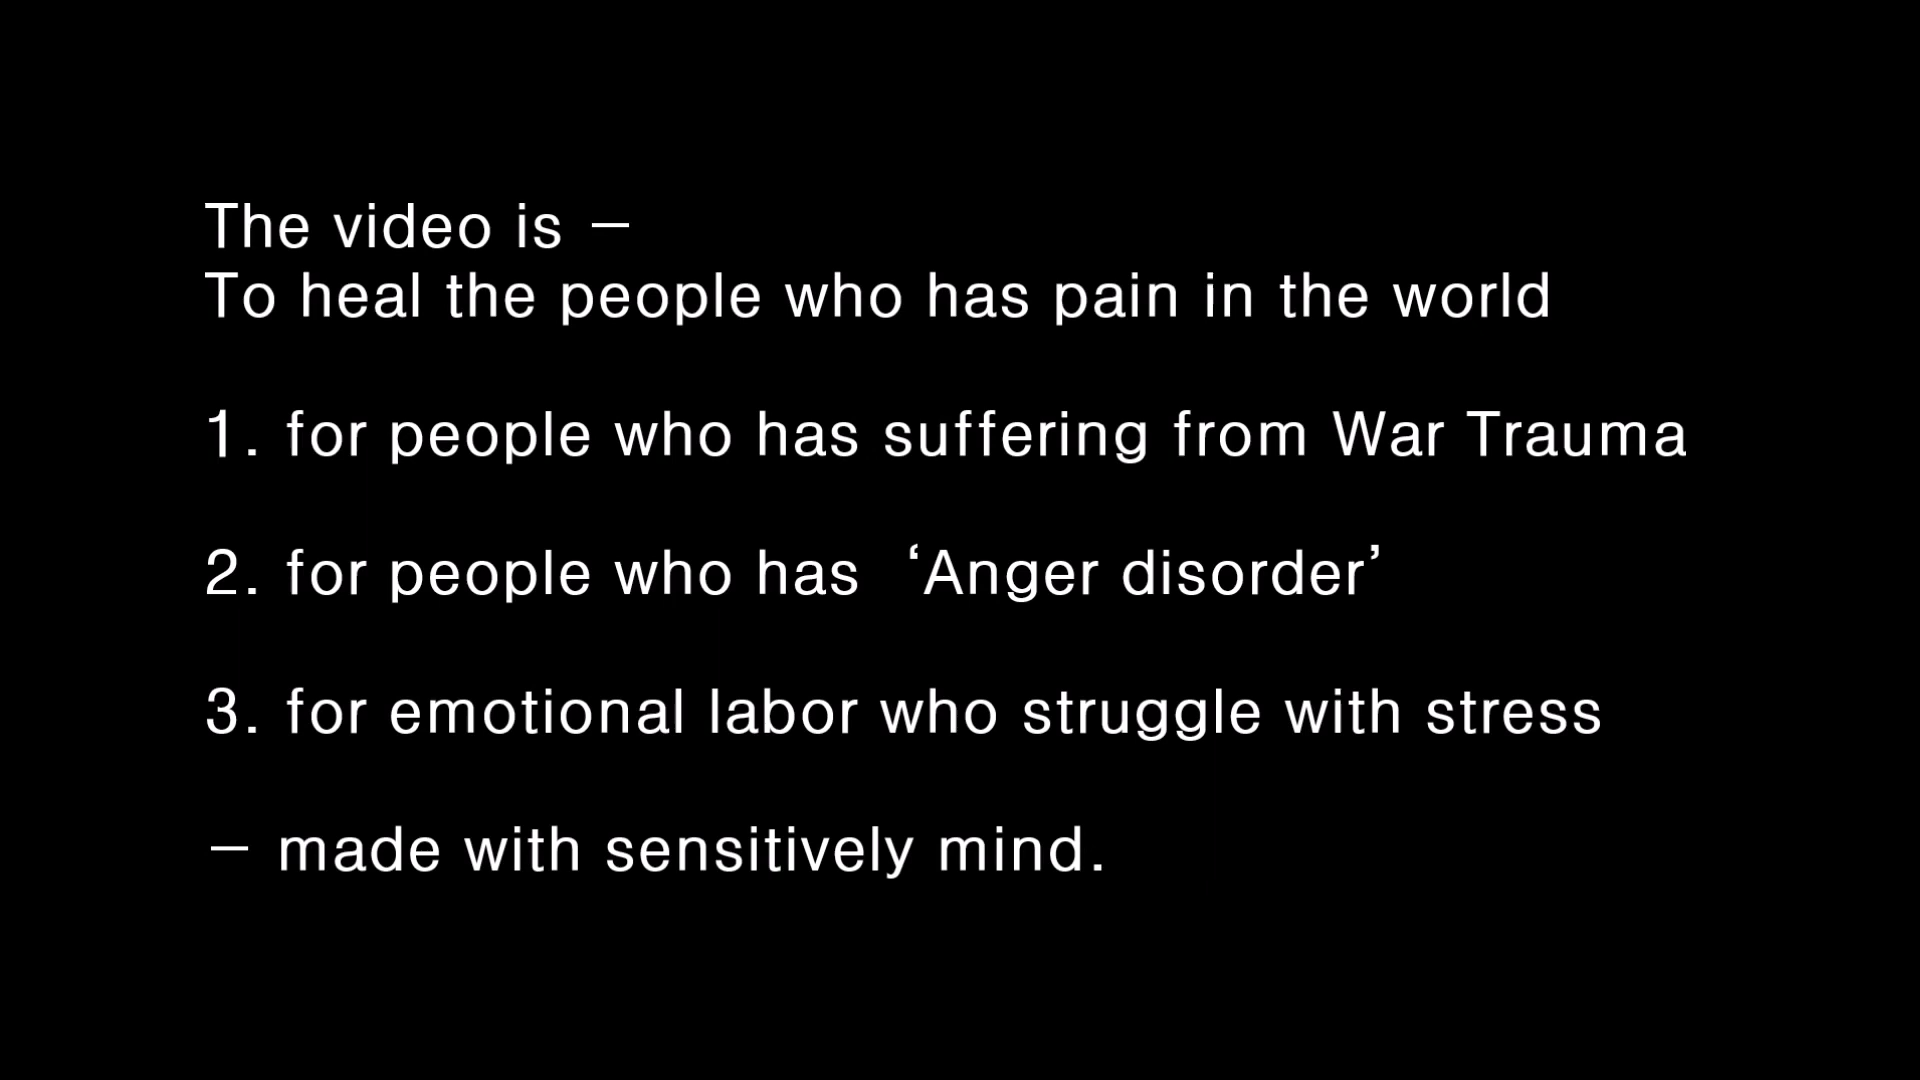 The video is –
To heal the people who has pain in the world
1. for people who has suffering from War Trauma
2. for people who has ‘Anger disorder’
3. for emotional labor who struggle with stress
– made with sensitively mind.